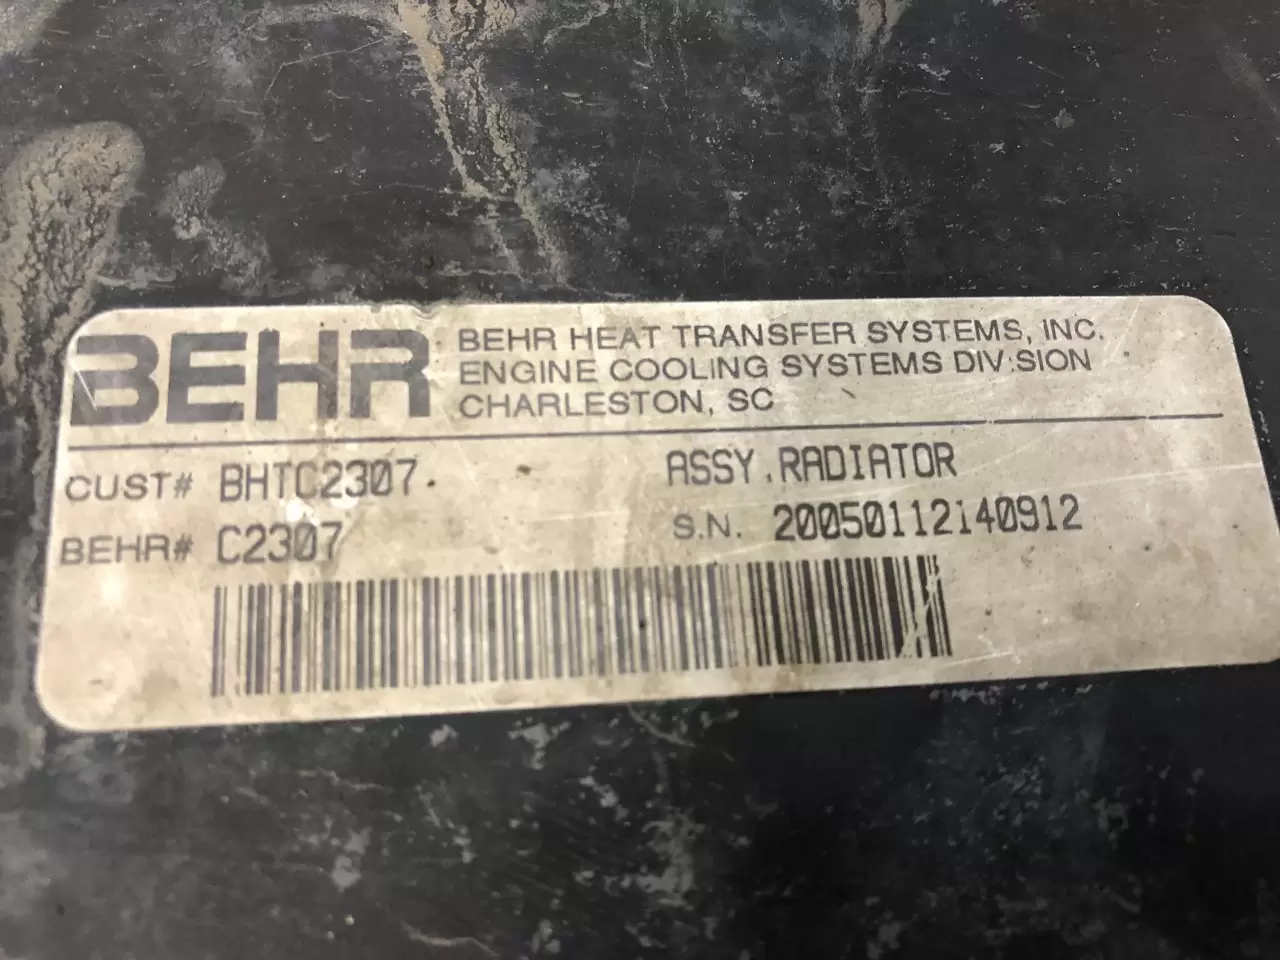 BEHR
BEHR HEAT TRANSFER SYSTEMS, INC.
ENGINE COOLING SYSTEMS DIVISION
CHARLESTON, SC
CUST# BHTC2307. ASSY.RADIATOR
BEHR# C2307 S.N. 20050112140912